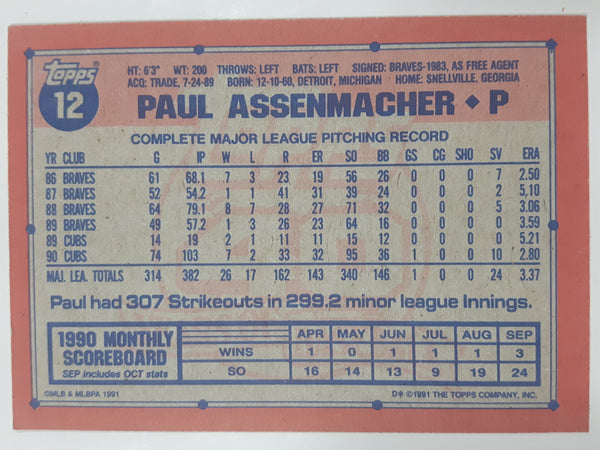 topps
12
HT: 6'3" WT: 200 THROWS: LEFT BATS: LEFT SIGNED: BRAVES-1983, AS FREE AGENT
ACQ: TRADE, 7-24-89 BORN: 12-10-60, DETROIT, MICHIGAN HOME: SNELLVILLE, GEORGIA
PAUL ASSENMACHER ◆ P
COMPLETE MAJOR LEAGUE PITCHING RECORD
YR CLUB G IP W L R ER SO BB GS CG SHO SV ERA
86 BRAVES 61 68.1 7 3 23 19 56 26 0 0 0 7 2.50
87 BRAVES 52 54.2 1 1 41 31 39 24 0 0 0 2 5.10
88 BRAVES 64 79.1 8 7 28 27 71 32 0 0 0 5 3.06
89 BRAVES 49 57.2 1 3 26 23 64 16 0 0 0 0 3.59
89 CUBS 14 19 2 1 11 11 15 12 0 0 0 0 5.21
90 CUBS 74 103 7 2 33 32 95 36 1 0 0 10 2.80
MAJ. LEA. TOTALS 314 382 26 17 162 143 340 146 1 0 0 24 3.37
Paul had 307 Strikeouts in 299.2 minor league Innings.
1990 MONTHLY SCOREBOARD
SEP includes OCT stats
APR MAY JUN JUL AUG SEP
WINS 1 0 1 1 1 3
SO 16 14 13 9 19 24
©MLB & MLBPA 1991 D* ©1991 THE TOPPS COMPANY, INC.